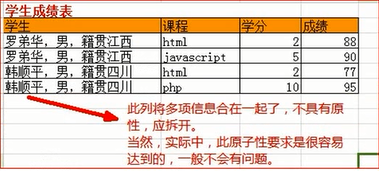 学生成绩表
学生 课程 学分 成绩
罗弟华，男，籍贯江西 html 2 88
罗弟华，男，籍贯江西 javascript 5 90
韩顺平，男，籍贯四川 html 2 77
韩顺平，男，籍贯四川 php 10 95
此列将多项信息合在一起了，不具有原
性，应拆开。
当然，实际中，此原子性要求是很容易
达到的，一般不会有问题。